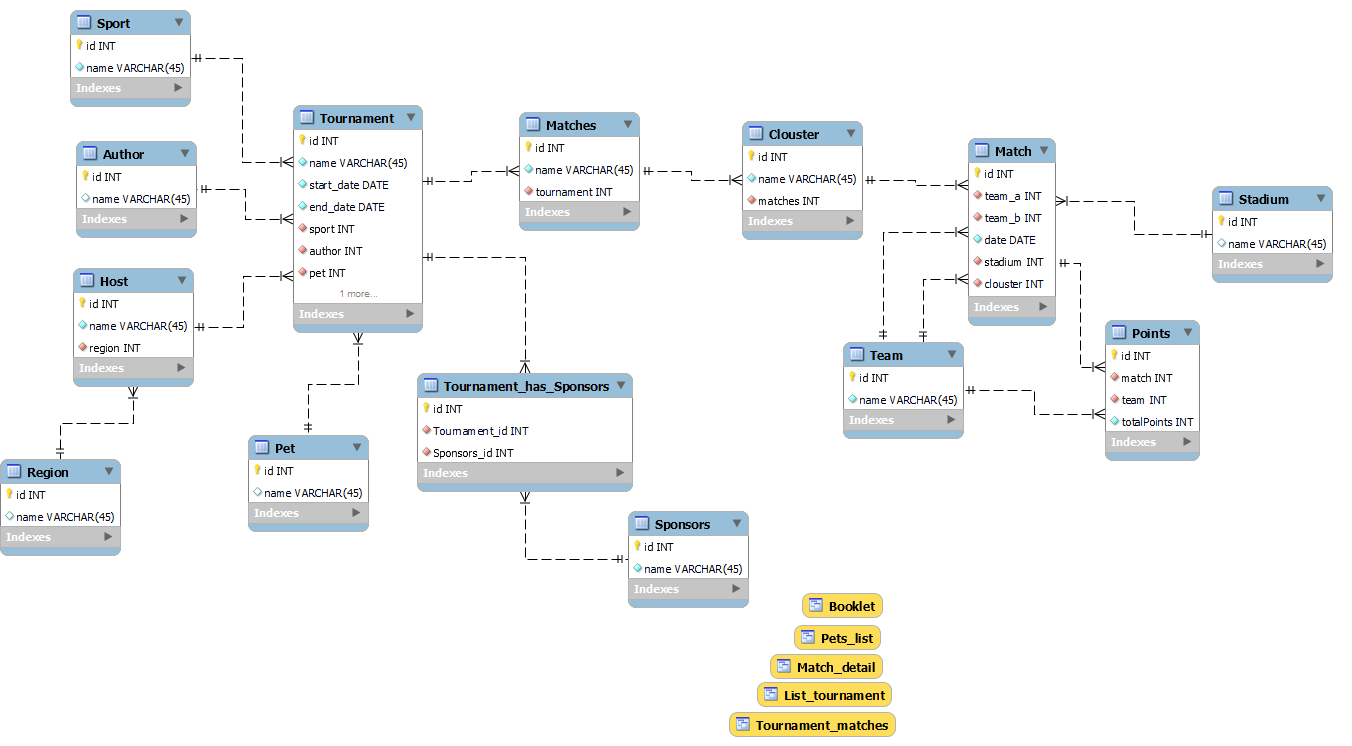 Sport
id INT
name VARCHAR(45)
Indexes
Author
id INT
name VARCHAR(45)
Indexes
Host
id INT
name VARCHAR(45)
region INT
Indexes
Region
id INT
name VARCHAR(45)
Indexes
Tournament
id INT
name VARCHAR(45)
start_date DATE
end_date DATE
sport INT
author INT
pet INT
1 more...
Indexes
Pet
id INT
name VARCHAR(45)
Indexes
Matches
id INT
name VARCHAR(45)
tournament INT
Indexes
Tournament_has_Sponsors
id INT
Tournament_id INT
Sponsors_id INT
Indexes
Sponsors
id INT
name VARCHAR(45)
Indexes
Clouster
id INT
name VARCHAR(45)
matches INT
Indexes
Team
id INT
name VARCHAR(45)
Indexes
Match
id INT
team_a INT
team_b INT
date DATE
stadium INT
clouster INT
Indexes
Points
id INT
match INT
team INT
totalPoints INT
Indexes
Stadium
id INT
name VARCHAR(45)
Indexes
Booklet
Pets_list
Match_detail
List_tournament
Tournament_matches